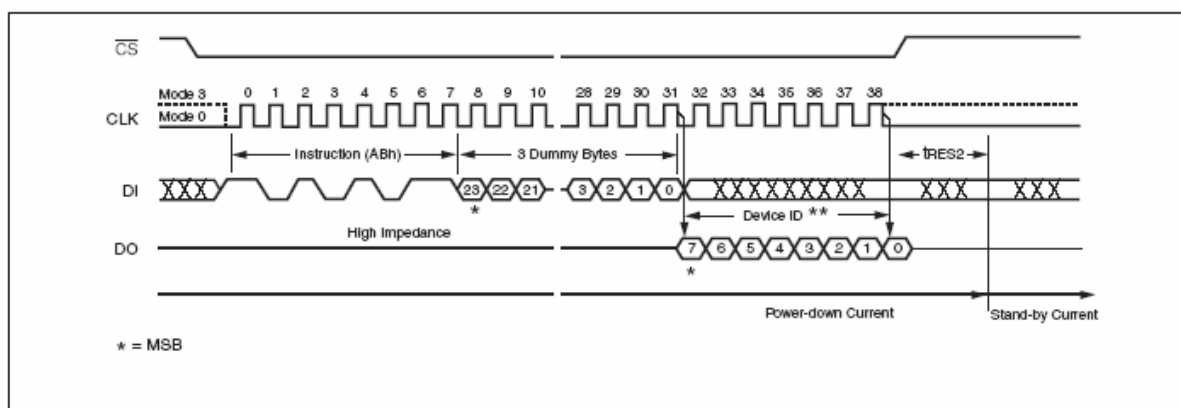 CS
Mode 3 0 1 2 3 4 5 6 7 8 9 10 28 29 30 31 32 33 34 35 36 37 38
CLK Mode 0
Instruction (ABh) 3 Dummy Bytes tRES2
DI 23 22 21 3 2 1 0
* Device ID **
High Impedance
DO 7 6 5 4 3 2 1 0
*
Power-down Current Stand-by Current
* = MSB